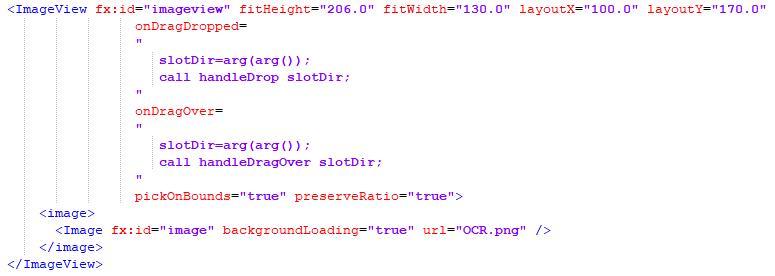 <ImageView fx:id="imageview" fitHeight="206.0" fitWidth="130.0" layoutX="100.0" layoutY="170.0"
onDragDropped=
"
slotDir=arg(arg());
call handleDrop slotDir;
"
onDragOver=
"
slotDir=arg(arg());
call handleDragOver slotDir;
"
pickOnBounds="true" preserveRatio="true">
<image>
<Image fx:id="image" backgroundLoading="true" url="OCR.png" />
</image>
</ImageView>